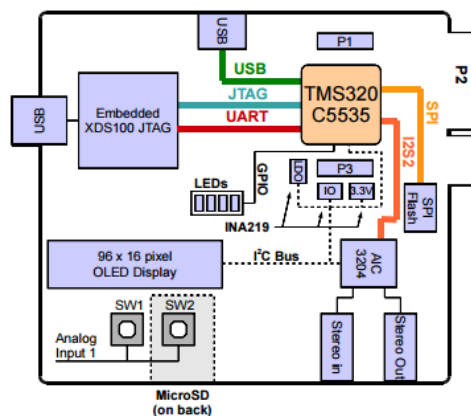 USB
P1
P2
USB
JTAG
UART
TMS320
C5535
SPI
I2S2
USB
Embedded
XDS100 JTAG
GPIO
LDO
P3
IO
3.3V
SPI
Flash
LEDs
INA219
96 x 16 pixel
OLED Display
I²C Bus
AIC
3204
SW1
SW2
Analog
Input 1
Stereo in
Stereo Out
MicroSD
(on back)